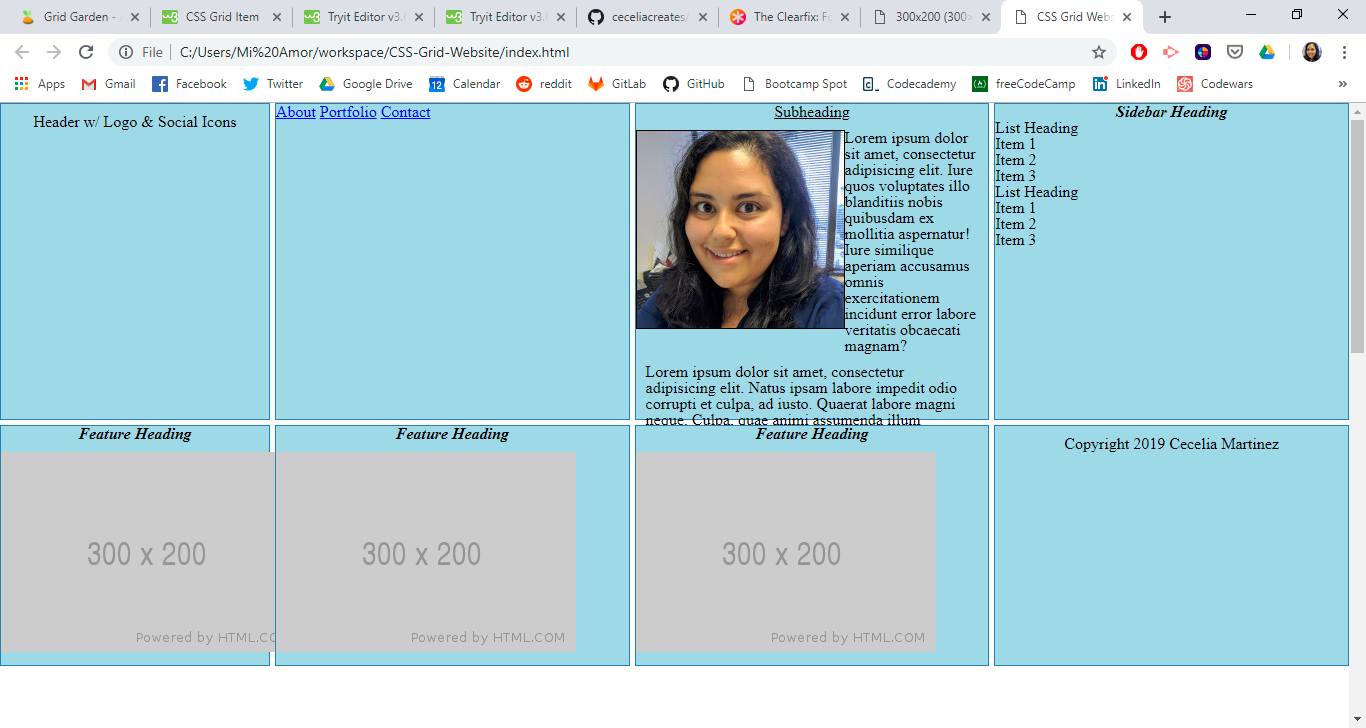 Grid Garden -
CSS Grid Item
Tryit Editor v3.
Tryit Editor v3.
ceceliacreates/
The Clearfix: Fo
300x200 (300×
CSS Grid Webs
File
C:/Users/Mi%20Amor/workspace/CSS-Grid-Website/index.html
Apps
Gmail
Facebook
Twitter
Google Drive
12
Calendar
reddit
GitLab
GitHub
Bootcamp Spot
Codecademy
freeCodeCamp
LinkedIn
Codewars
Header w/ Logo & Social Icons
About Portfolio Contact
Subheading
Lorem ipsum dolor
sit amet, consectetur
adipisicing elit. Iure
quos voluptates illo
blanditiis nobis
quibusdam ex
mollitia aspernatur!
Iure similique
aperiam accusamus
omnis
exercitationem
incidunt error labore
veritatis obcaecati
magnam?
Lorem ipsum dolor sit amet, consectetur
adipisicing elit. Natus ipsam labore impedit odio
corrupti et culpa, ad iusto. Quaerat labore magni
neque. Culpa, quae animi assumenda illum
Sidebar Heading
List Heading
Item 1
Item 2
Item 3
List Heading
Item 1
Item 2
Item 3
Feature Heading
300 x 200
Powered by HTML.CO
Feature Heading
300 x 200
Powered by HTML.COM
Feature Heading
300 x 200
Powered by HTML.COM
Copyright 2019 Cecelia Martinez